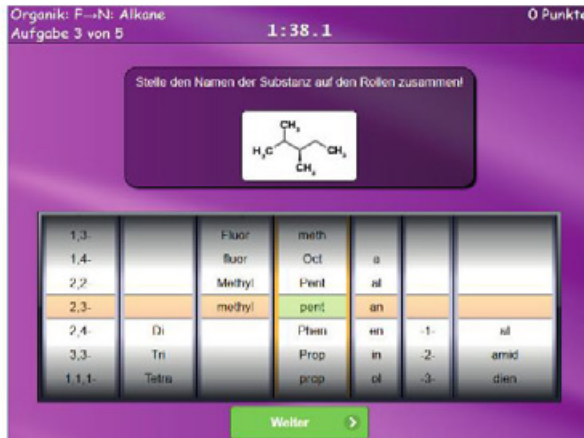 Organik: F→N: Alkane
0 Punkte
Aufgabe 3 von 5
1:38.1
Stelle den Namen der Substanz auf den Rollen zusammen!
CH₃
H₃C
CH₃
CH₃
1,3- Fluor meth
1,4- fluor Oct a
2,2- Methyl Pent al
2,3- methyl pent an
2,4- Di Phen en -1- al
3,3- Tri Prop in -2- amid
1,1,1- Tetra prop ol -3- dien
Weiter